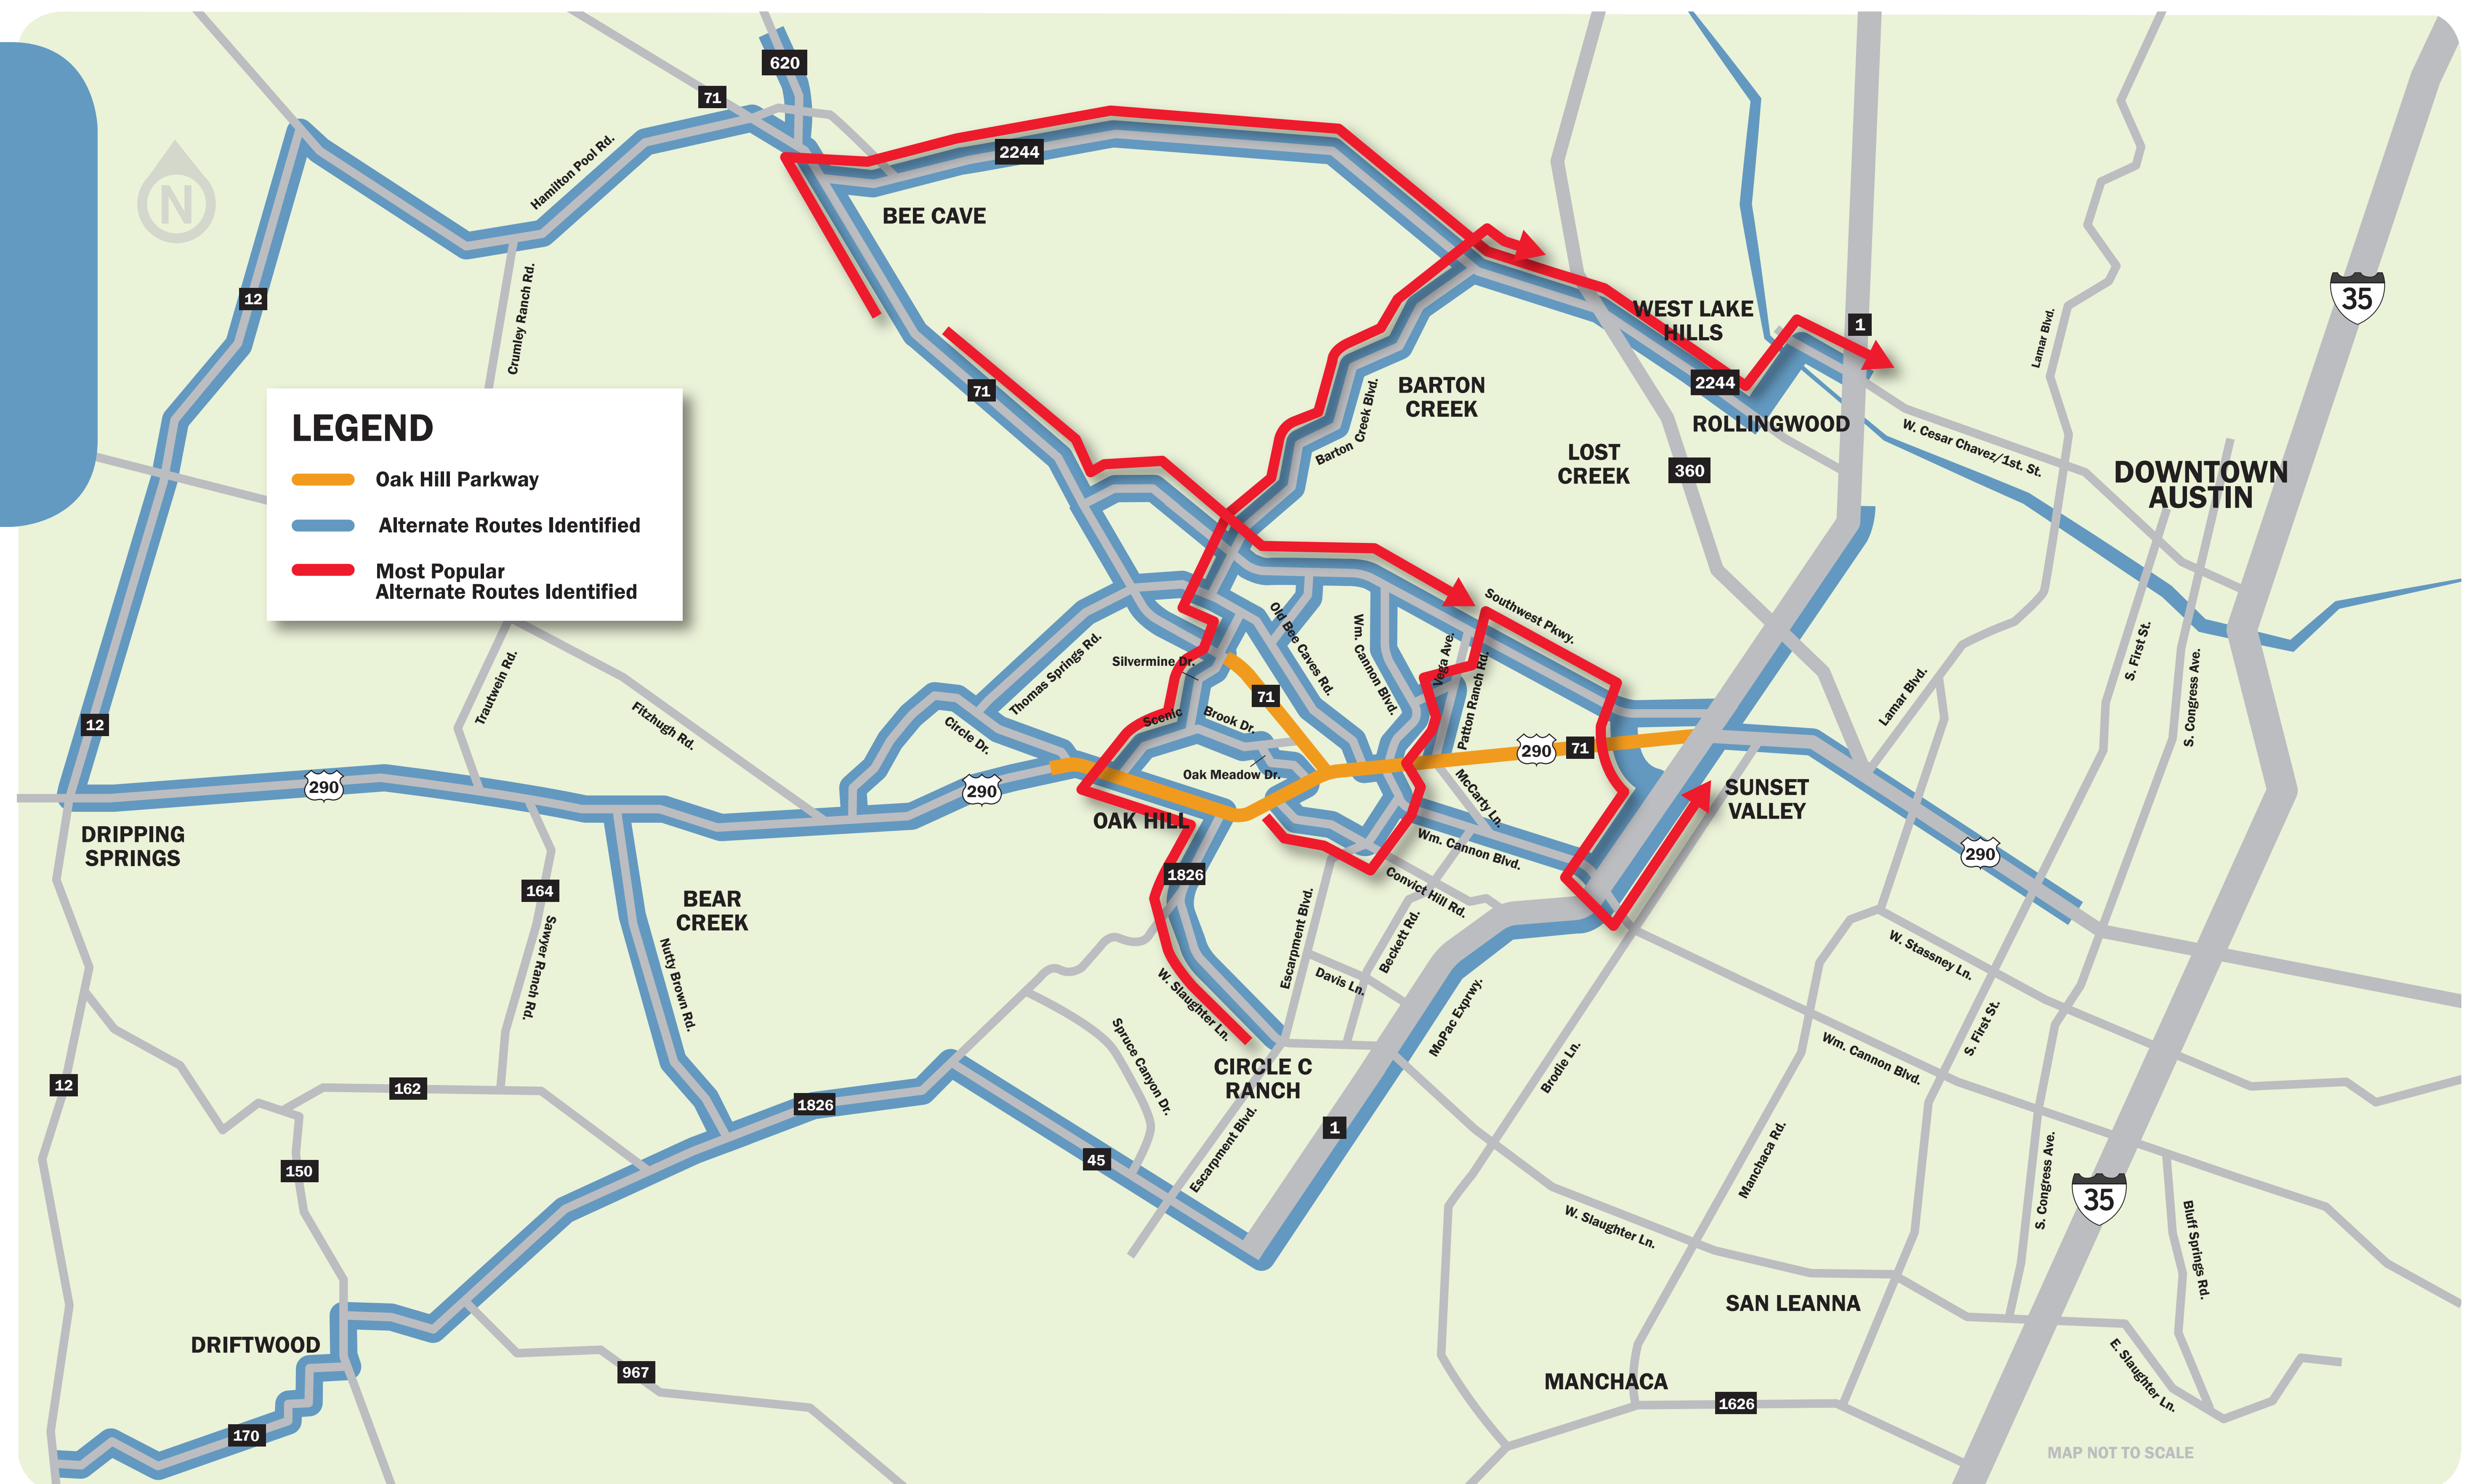 620
71
2244
N
Hamilton Pool Rd.
BEE CAVE
12
Crumley Ranch Rd.
35
WEST LAKE
HILLS
1
Lamar Blvd.
71
2244
BARTON
CREEK
Barton Creek Blvd.
ROLLINGWOOD
W. Cesar Chavez/1st. St.
LOST
CREEK
360
DOWNTOWN
AUSTIN
LEGEND
Oak Hill Parkway
Alternate Routes Identified
Most Popular
Alternate Routes Identified
Southwest Pkwy.
Old Bee Caves Rd.
Wm. Cannon Blvd.
Vega Ave.
Patton Ranch Rd.
Silvermine Dr.
Thomas Springs Rd.
Trautwein Rd.
Fitzhugh Rd.
Circle Dr.
Scenic
Brook Dr.
71
Oak Meadow Dr.
12
290
290
290
71
S. First St.
S. Congress Ave.
Lamar Blvd.
SUNSET
VALLEY
McCarty Ln.
OAK HILL
DRIPPING
SPRINGS
Wm. Cannon Blvd.
290
1826
Convict Hill Rd.
164
BEAR
CREEK
Sawyer Ranch Rd.
Nutty Brown Rd.
Escarpment Blvd.
Beckett Rd.
Davis Ln.
W. Slaughter Ln.
MoPac Exprwy.
W. Stassney Ln.
S. First St.
Spruce Canyon Dr.
CIRCLE C
RANCH
Brodie Ln.
Wm. Cannon Blvd.
12
162
1826
1
Escarpment Blvd.
45
150
Manchaca Rd.
S. Congress Ave.
35
Bluff Springs Rd.
W. Slaughter Ln.
SAN LEANNA
DRIFTWOOD
967
MANCHACA
1626
E. Slaughter Ln.
170
MAP NOT TO SCALE